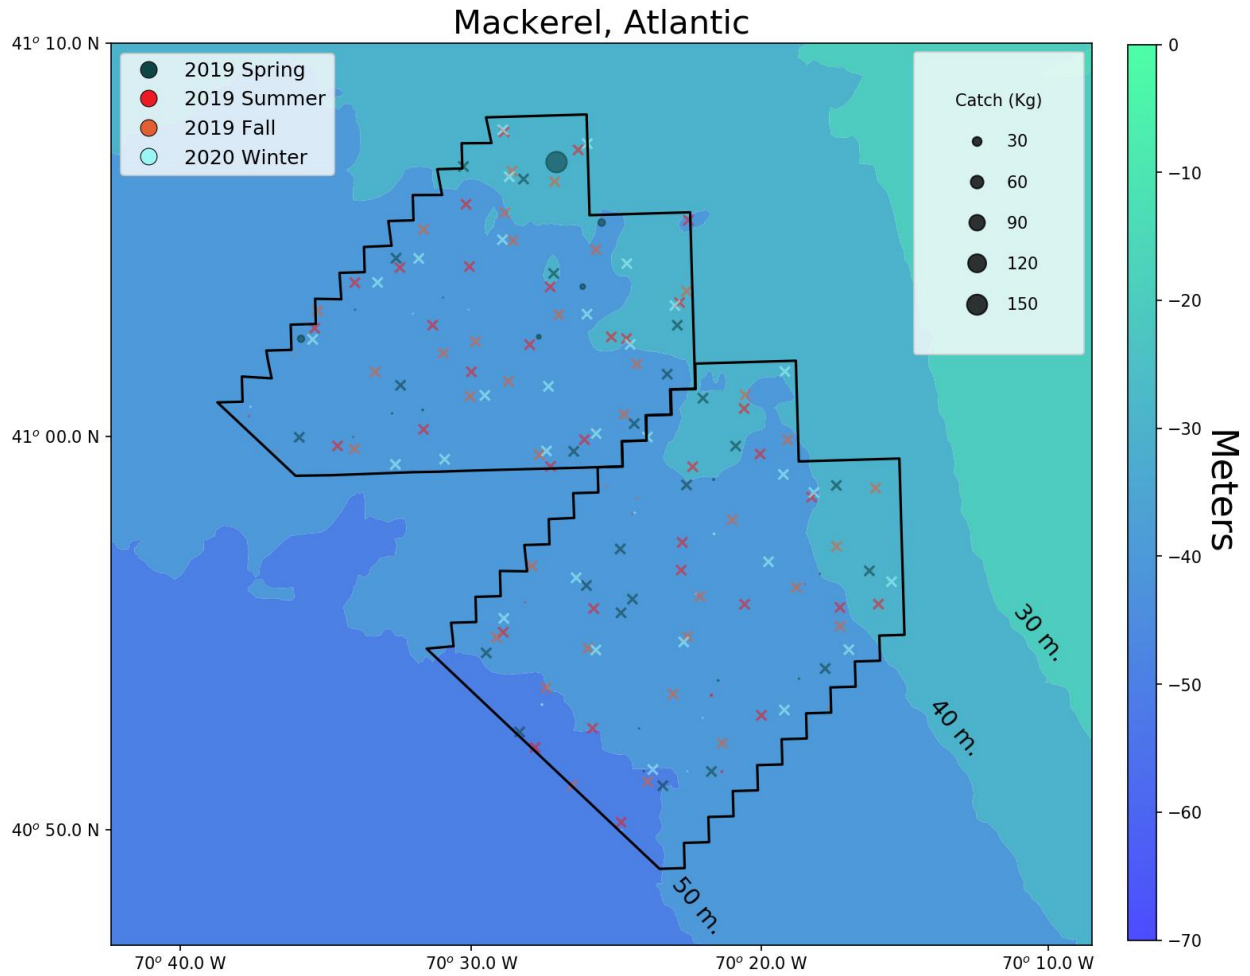 Mackerel, Atlantic
41° 10.0 N
41° 00.0 N
40° 50.0 N
2019 Spring
2019 Summer
2019 Fall
2020 Winter
Catch (Kg)
30
60
90
120
150
30 m.
40 m.
50 m.
70° 40.0 W
70° 30.0 W
70° 20.0 W
70° 10.0 W
0
−10
−20
−30
−40
−50
−60
−70
Meters